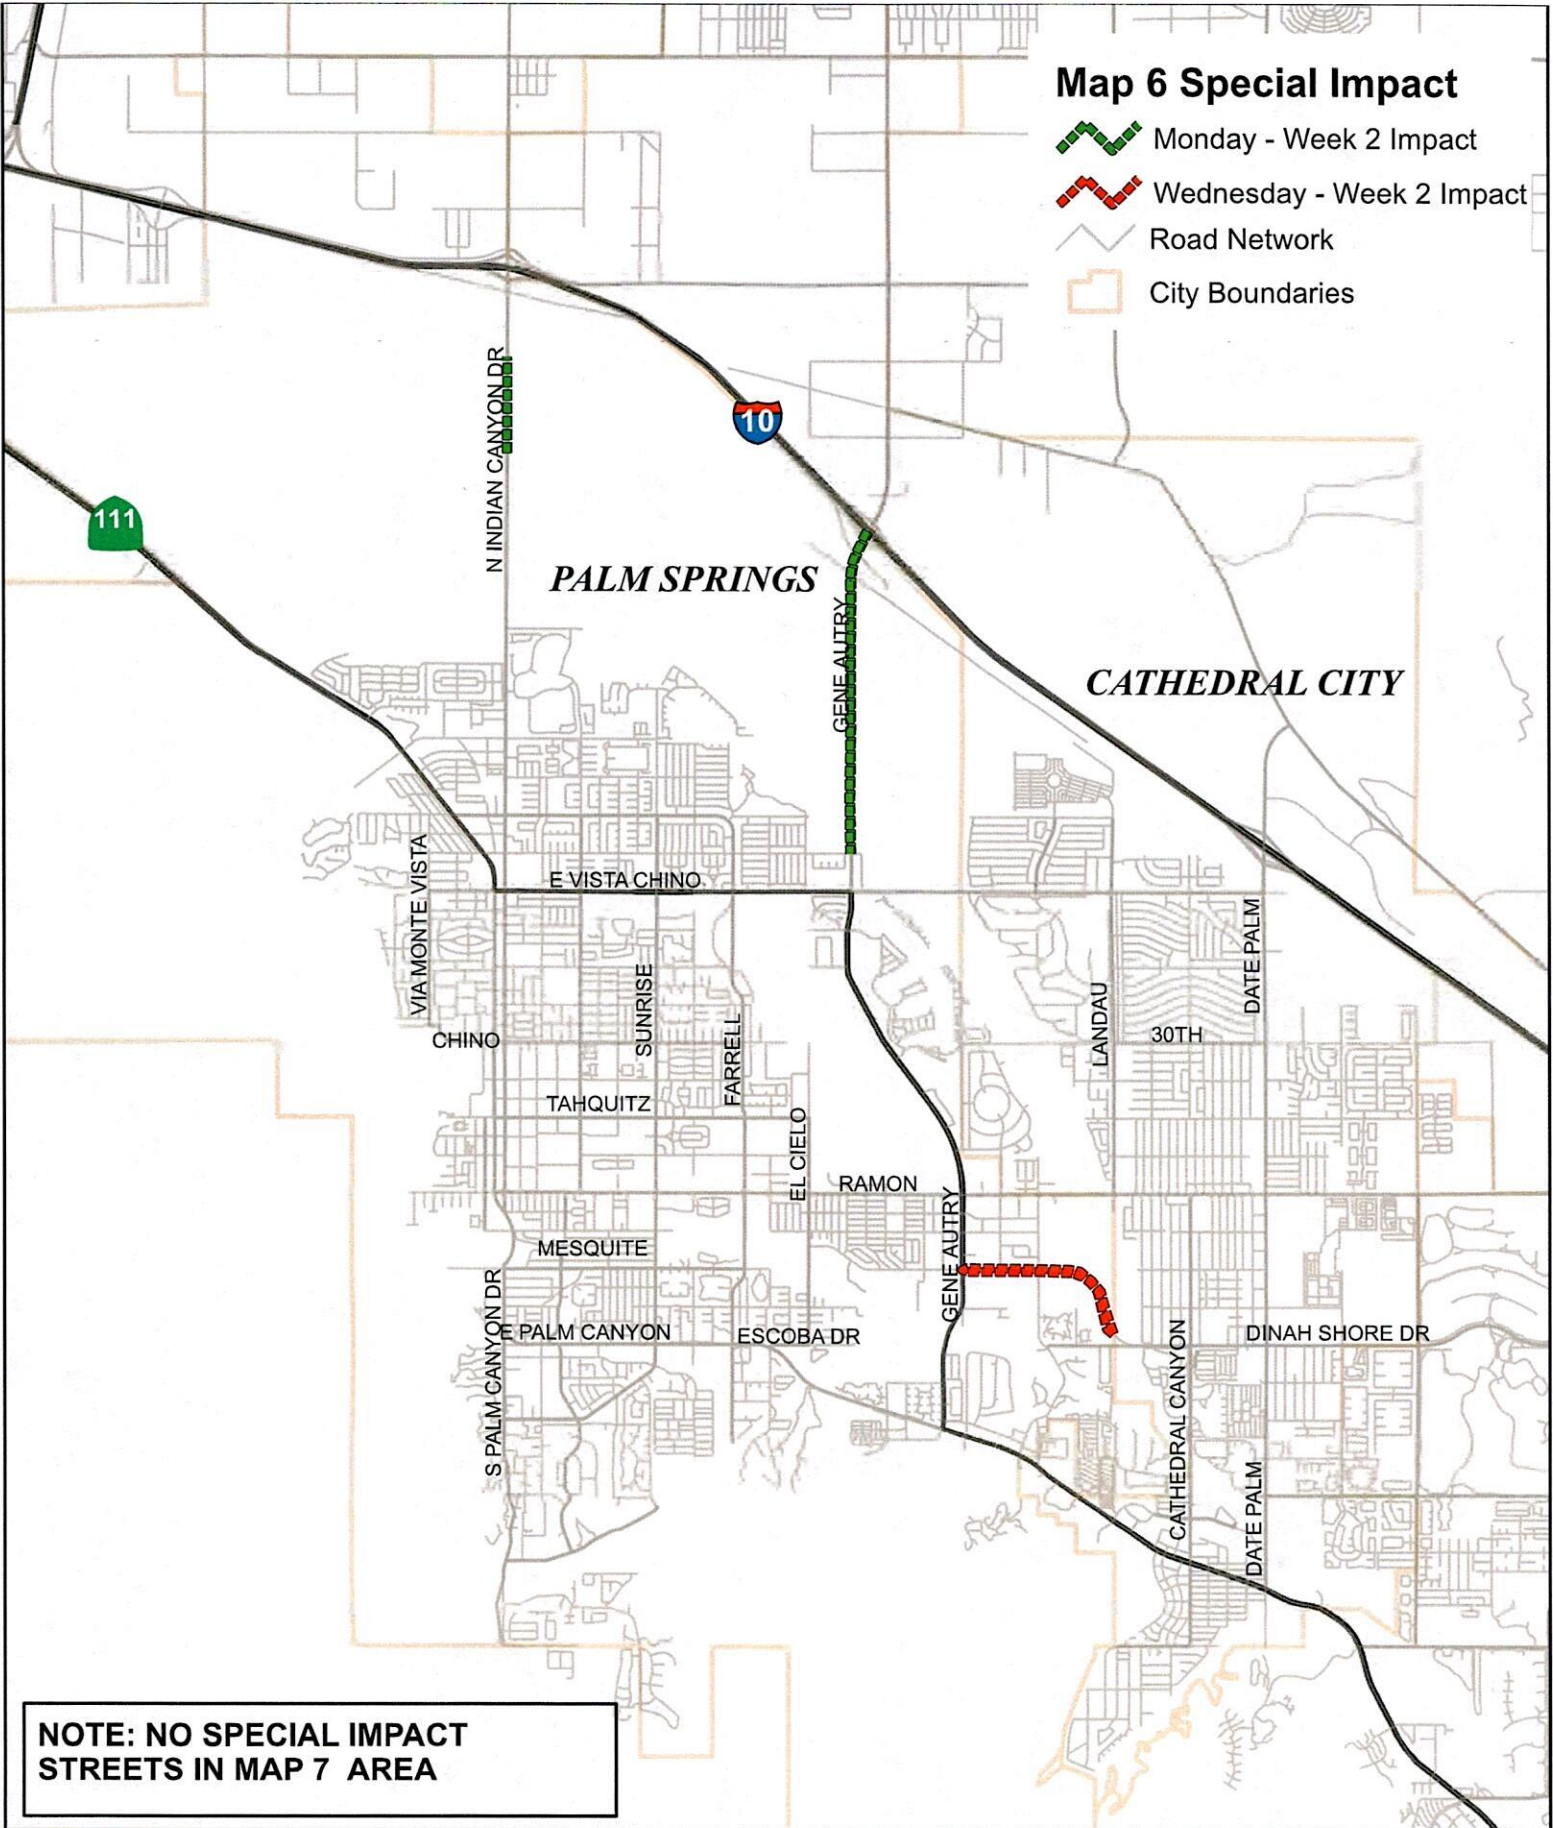 Map 6 Special Impact
Monday - Week 2 Impact
Wednesday - Week 2 Impact
Road Network
City Boundaries
N INDIAN CANYON DR
10
111
PALM SPRINGS
GENE AUTRY
CATHEDRAL CITY
VIA MONTE VISTA
E VISTA CHINO
DATE PALM
SUNRISE
LANDAU
FARRELL
CHINO
30TH
TAHQUITZ
EL CIELO
RAMON
GENE AUTRY
MESQUITE
S PALM CANYON DR
E PALM CANYON
ESCOBA DR
DINAH SHORE DR
CATHEDRAL CANYON
DATE PALM
NOTE: NO SPECIAL IMPACT
STREETS IN MAP 7 AREA